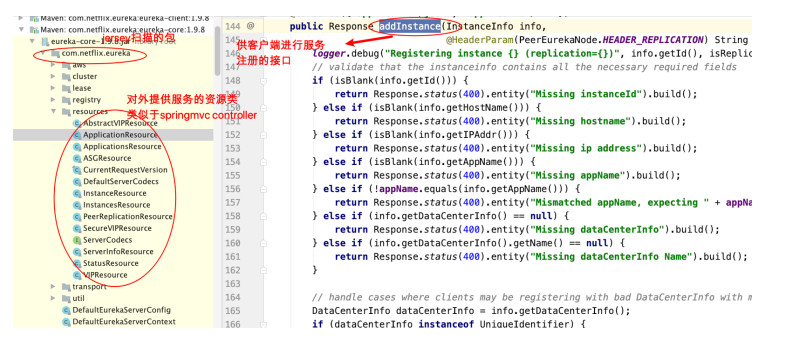 Maven: com.netflix.eureka:eureka-client:1.9.8
Maven: com.netflix.eureka:eureka-core:1.9.8
eureka-core-1.9.8.jar library root
jersey扫描的包
com.netflix.eureka
aws
cluster
lease
registry
resources
对外提供服务的资源类
类似于springmvc controller
AbstractVIPResource
ApplicationResource
ApplicationsResource
ASGResource
CurrentRequestVersion
DefaultServerCodecs
InstanceResource
InstancesResource
PeerReplicationResource
SecureVIPResource
ServerCodecs
ServerInfoResource
StatusResource
VIPResource
transport
util
DefaultEurekaServerConfig
DefaultEurekaServerContext
供客户端进行服务
注册的接口
144 @ public Response addInstance(InstanceInfo info,
145 @HeaderParam(PeerEurekaNode.HEADER_REPLICATION) String
146 logger.debug("Registering instance {} (replication={})", info.getId(), isReplic
147 // validate that the instanceinfo contains all the necessary required fields
148 if (isBlank(info.getId())) {
149 return Response.status(400).entity("Missing instanceId").build();
150 } else if (isBlank(info.getHostName())) {
151 return Response.status(400).entity("Missing hostname").build();
152 } else if (isBlank(info.getIPAddr())) {
153 return Response.status(400).entity("Missing ip address").build();
154 } else if (isBlank(info.getAppName())) {
155 return Response.status(400).entity("Missing appName").build();
156 } else if (!appName.equals(info.getAppName())) {
157 return Response.status(400).entity("Mismatched appName, expecting " + appNa
158 } else if (info.getDataCenterInfo() == null) {
159 return Response.status(400).entity("Missing dataCenterInfo").build();
160 } else if (info.getDataCenterInfo().getName() == null) {
161 return Response.status(400).entity("Missing dataCenterInfo Name").build();
162 }
163
164 // handle cases where clients may be registering with bad DataCenterInfo with m
165 DataCenterInfo dataCenterInfo = info.getDataCenterInfo();
166 if (dataCenterInfo instanceof UniqueIdentifier) {